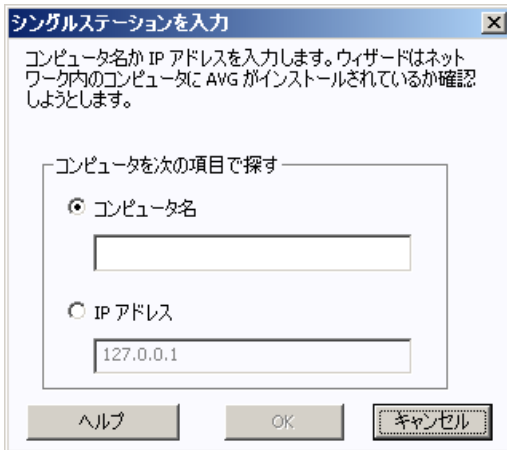 シングルステーションを入力
コンピュータ名か IP アドレスを入力します。ウィザードはネット
ワーク内のコンピュータに AVG がインストールされているか確認
しようとします。
コンピュータを次の項目で探す
コンピュータ名
IP アドレス
127.0.0.1
ヘルプ
OK
キャンセル